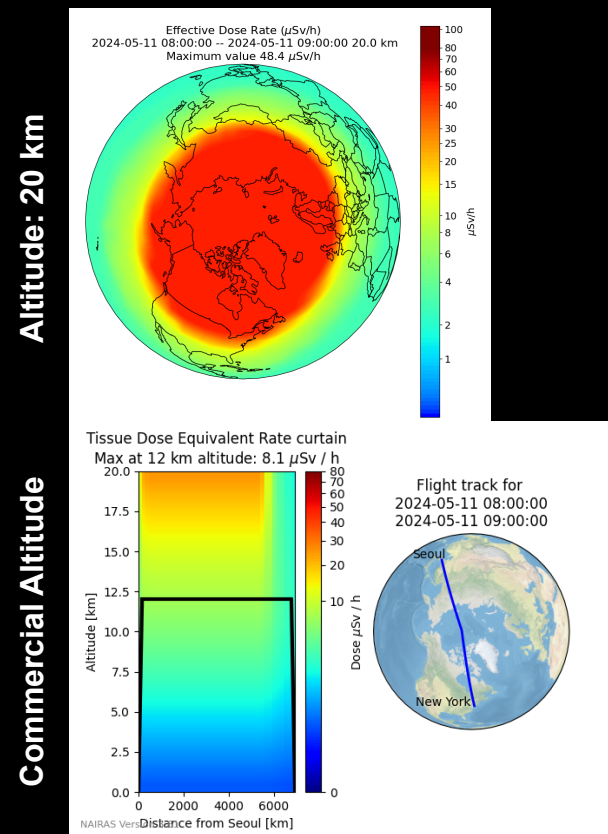 Altitude: 20 km
Effective Dose Rate (μSv/h)
2024-05-11 08:00:00 -- 2024-05-11 09:00:00 20.0 km
Maximum value 48.4 μSv/h
100
80
70
60
50
40
30
25
20
15
10
8
6
4
2
1
μSv/h
Commercial Altitude
Tissue Dose Equivalent Rate curtain
Max at 12 km altitude: 8.1 μSv / h
20.0
17.5
15.0
12.5
10.0
7.5
5.0
2.5
0.0
Altitude [km]
0 2000 4000 6000
Distance from Seoul [km]
80
70
60
50
40
30
20
10
0
Dose μSv / h
NAIRAS
Flight track for
2024-05-11 08:00:00
2024-05-11 09:00:00
Seoul
New York